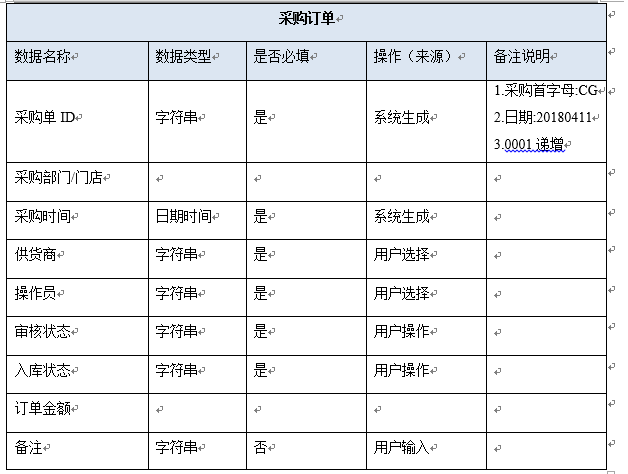 采购订单
数据名称 数据类型 是否必填 操作（来源） 备注说明
采购单 ID 字符串 是 系统生成 1.采购首字母:CG
2.日期:20180411
3.0001 递增
采购部门/门店
采购时间 日期时间 是 系统生成
供货商 字符串 是 用户选择
操作员 字符串 是 用户选择
审核状态 字符串 是 用户操作
入库状态 字符串 是 用户操作
订单金额
备注 字符串 否 用户输入